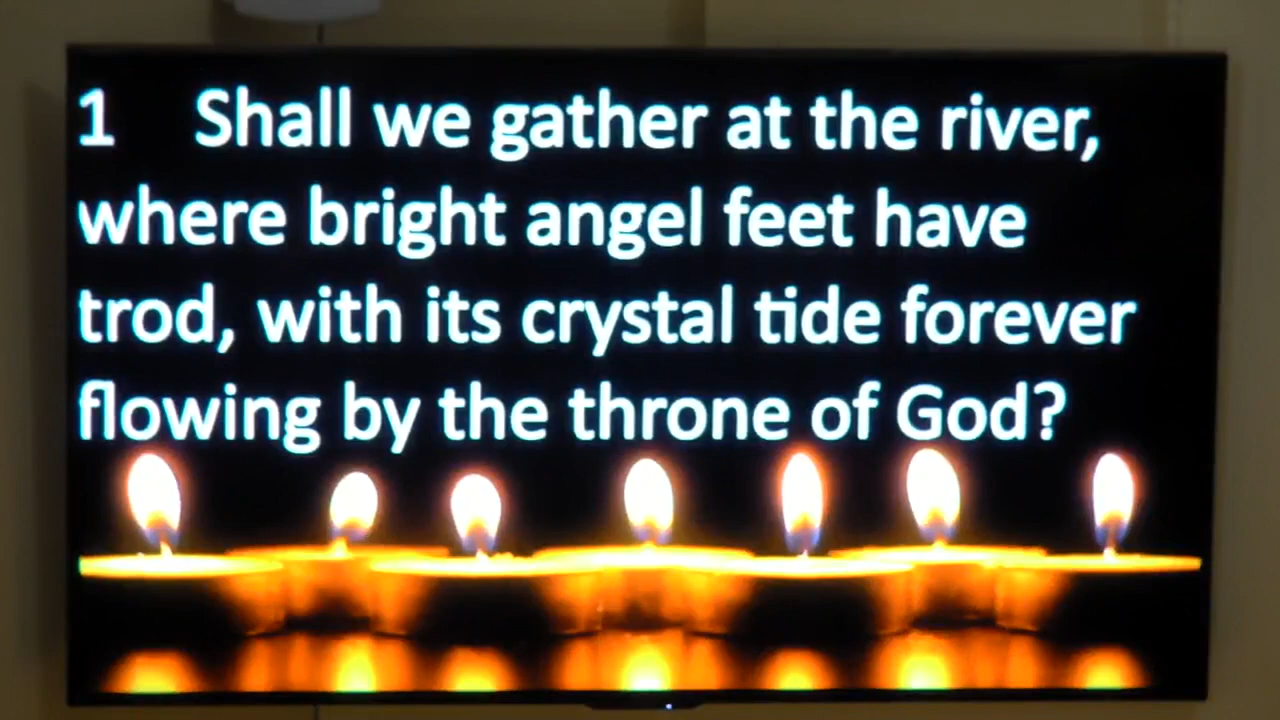 1 Shall we gather at the river,
where bright angel feet have
trod, with its crystal tide forever
flowing by the throne of God?